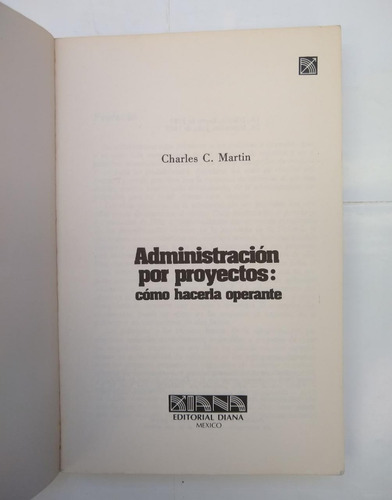 Charles C. Martin
Administración
por proyectos:
cómo hacerla operante
DIANA
EDITORIAL DIANA
MEXICO